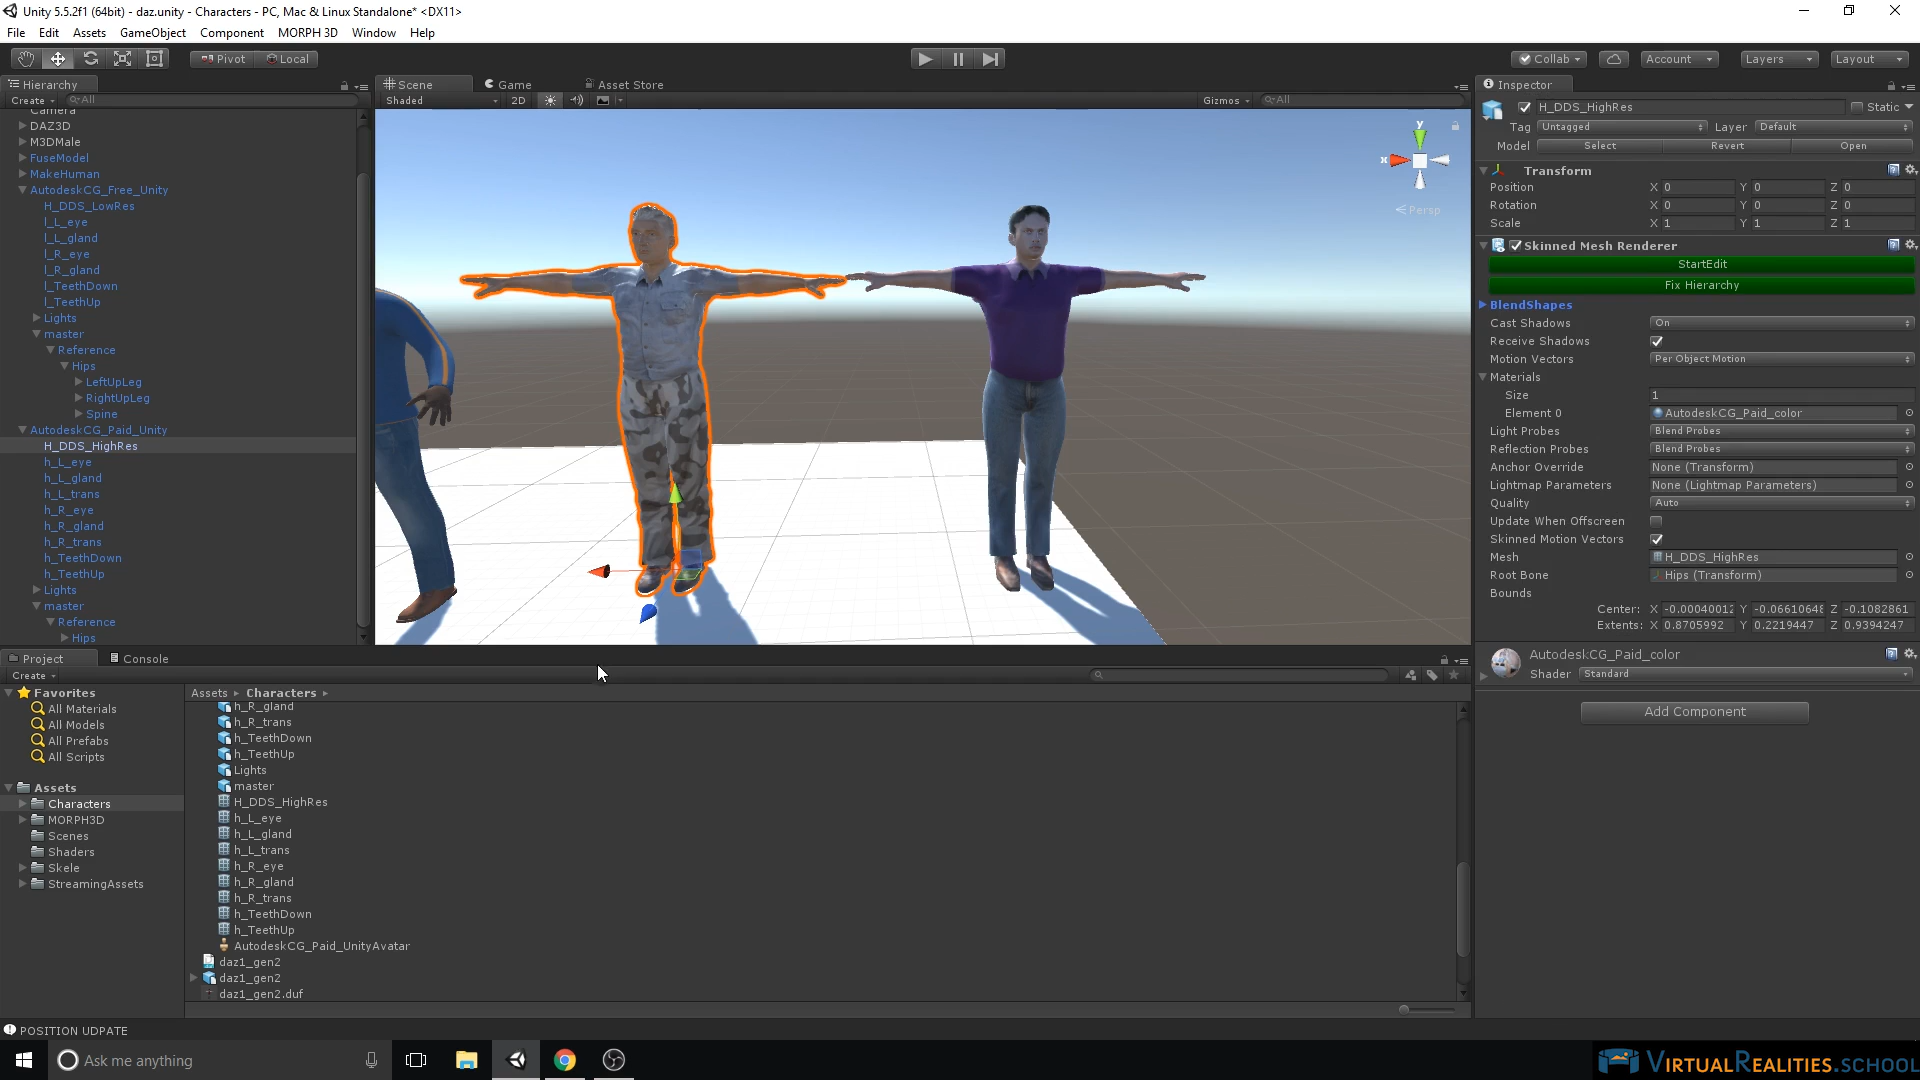 Unity 5.5.2f1 (64bit) - daz.unity - Characters - PC, Mac & Linux Standalone* <DX11>
File Edit Assets GameObject Component MORPH 3D Window Help
Pivot Local Collab Account Layers Layout
Hierarchy
Create All
Camera
DAZ3D
M3DMale
FuseModel
MakeHuman
AutodeskCG_Free_Unity
H_DDS_LowRes
l_L_eye
l_L_gland
l_R_eye
l_R_gland
l_TeethDown
l_TeethUp
Lights
master
Reference
Hips
LeftUpLeg
RightUpLeg
Spine
AutodeskCG_Paid_Unity
H_DDS_HighRes
h_L_eye
h_L_gland
h_L_trans
h_R_eye
h_R_gland
h_R_trans
h_TeethDown
h_TeethUp
Lights
master
Reference
Hips
Scene Game Asset Store
Shaded 2D Gizmos All
y
x
Persp
Inspector
H_DDS_HighRes Static
Tag Untagged Layer Default
Model Select Revert Open
Transform
Position X 0 Y 0 Z 0
Rotation X 0 Y 0 Z 0
Scale X 1 Y 1 Z 1
Skinned Mesh Renderer
StartEdit
Fix Hierarchy
BlendShapes
Cast Shadows On
Receive Shadows
Motion Vectors Per Object Motion
Materials
Size 1
Element 0 AutodeskCG_Paid_color
Light Probes Blend Probes
Reflection Probes Blend Probes
Anchor Override None (Transform)
Lightmap Parameters None (Lightmap Parameters)
Quality Auto
Update When Offscreen
Skinned Motion Vectors
Mesh H_DDS_HighRes
Root Bone Hips (Transform)
Bounds
Center: X -0.00040012 Y -0.0661064 Z -0.1082861
Extents: X 0.8705992 Y 0.2219447 Z 0.9394247
AutodeskCG_Paid_color
Shader Standard
Add Component
Project Console
Create
Favorites
All Materials
All Models
All Prefabs
All Scripts
Assets
Characters
MORPH3D
Scenes
Shaders
Skele
StreamingAssets
Assets Characters
h_R_gland
h_R_trans
h_TeethDown
h_TeethUp
Lights
master
H_DDS_HighRes
h_L_eye
h_L_gland
h_L_trans
h_R_eye
h_R_gland
h_R_trans
h_TeethDown
h_TeethUp
AutodeskCG_Paid_UnityAvatar
daz1_gen2
daz1_gen2
daz1_gen2.duf
POSITION UDPATE
Ask me anything
VIRTUALREALITIES.SCHOOL